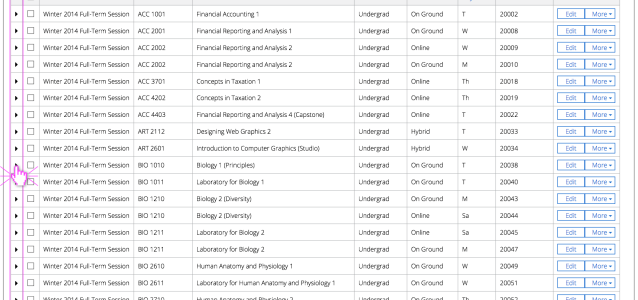 Winter 2014 Full-Term Session ACC 1001 Financial Accounting 1 Undergrad On Ground T 20002 Edit More
Winter 2014 Full-Term Session ACC 2001 Financial Reporting and Analysis 1 Undergrad On Ground W 20008 Edit More
Winter 2014 Full-Term Session ACC 2002 Financial Reporting and Analysis 2 Undergrad Online W 20009 Edit More
Winter 2014 Full-Term Session ACC 2002 Financial Reporting and Analysis 2 Undergrad On Ground M 20010 Edit More
Winter 2014 Full-Term Session ACC 3701 Concepts in Taxation 1 Undergrad Online Th 20018 Edit More
Winter 2014 Full-Term Session ACC 4202 Concepts in Taxation 2 Undergrad Online Th 20019 Edit More
Winter 2014 Full-Term Session ACC 4403 Financial Reporting and Analysis 4 (Capstone) Undergrad Online T 20022 Edit More
Winter 2014 Full-Term Session ART 2112 Designing Web Graphics 2 Undergrad Hybrid T 20033 Edit More
Winter 2014 Full-Term Session ART 2601 Introduction to Computer Graphics (Studio) Undergrad Hybrid W 20034 Edit More
Winter 2014 Full-Term Session BIO 1010 Biology 1 (Principles) Undergrad On Ground T 20038 Edit More
Winter 2014 Full-Term Session BIO 1011 Laboratory for Biology 1 Undergrad On Ground T 20040 Edit More
Winter 2014 Full-Term Session BIO 1210 Biology 2 (Diversity) Undergrad On Ground M 20043 Edit More
Winter 2014 Full-Term Session BIO 1210 Biology 2 (Diversity) Undergrad Online Sa 20044 Edit More
Winter 2014 Full-Term Session BIO 1211 Laboratory for Biology 2 Undergrad Online Sa 20045 Edit More
Winter 2014 Full-Term Session BIO 1211 Laboratory for Biology 2 Undergrad On Ground M 20047 Edit More
Winter 2014 Full-Term Session BIO 2610 Human Anatomy and Physiology 1 Undergrad On Ground W 20049 Edit More
Winter 2014 Full-Term Session BIO 2611 Laboratory for Human Anatomy and Physiology 1 Undergrad On Ground W 20051 Edit More
Winter 2014 Full-Term Session BIO 2710 Human Anatomy and Physiology 2 Undergrad On Ground Th Edit More